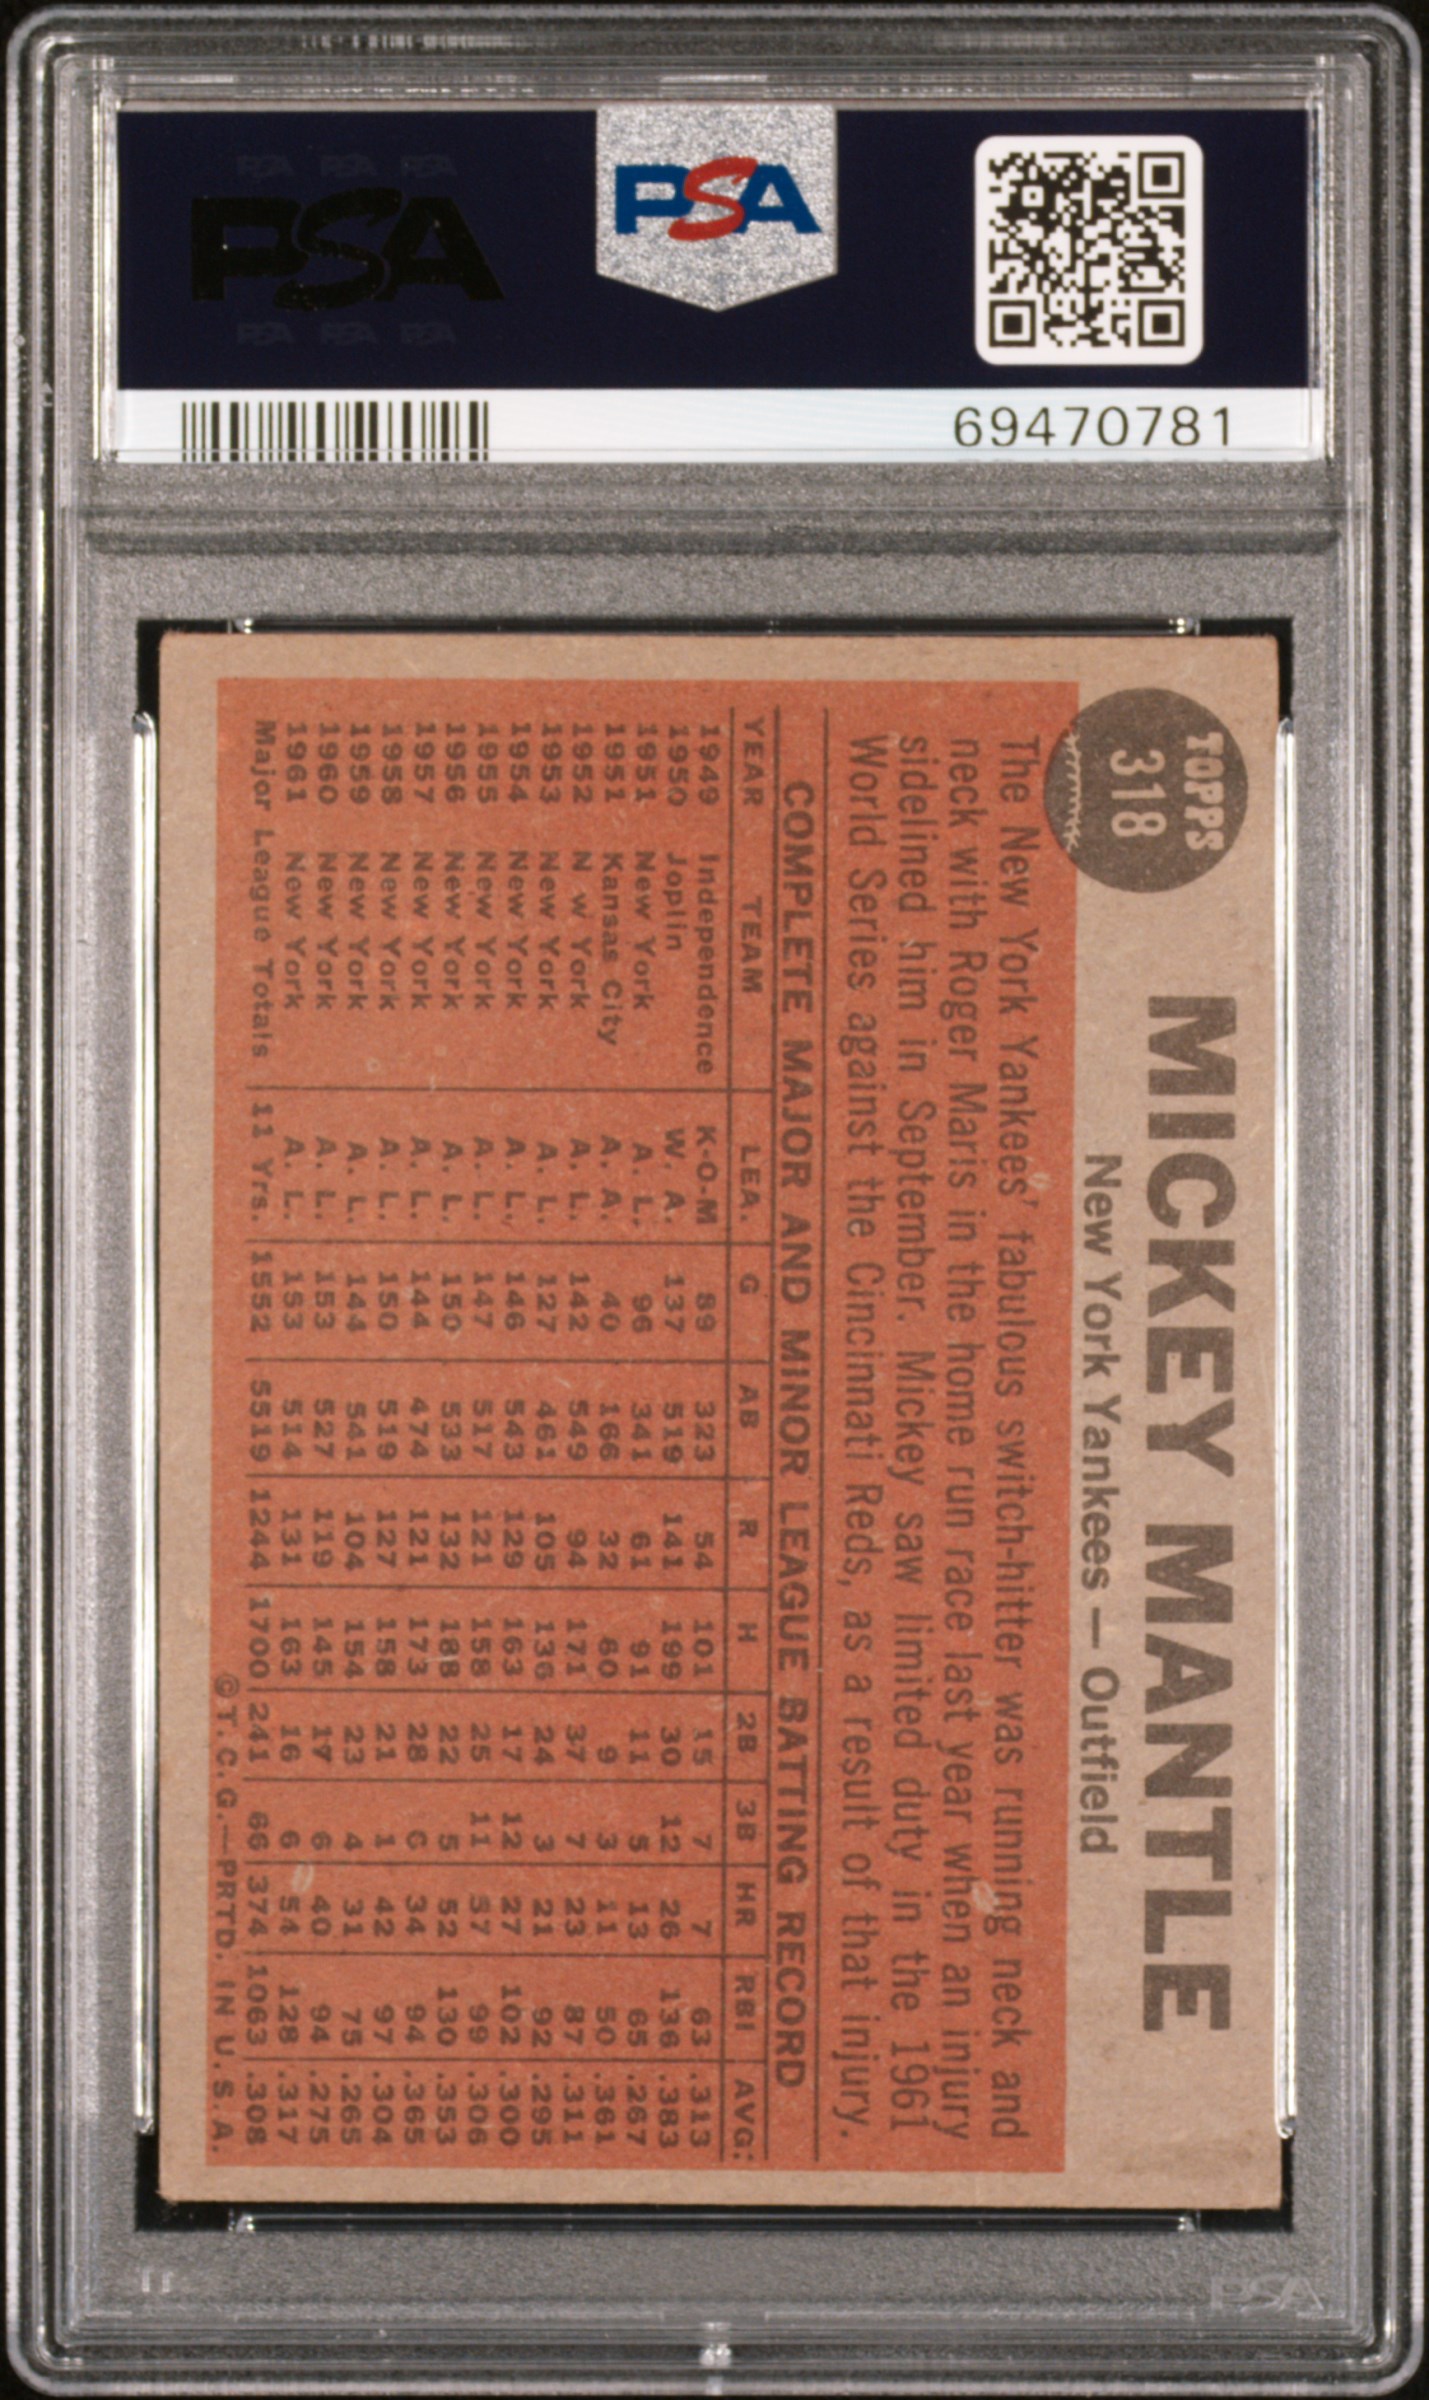 PSA PSA PSA
PSA
PSA PSA PSA
PSA
69470781
TOPPS
318
MICKEY MANTLE
New York Yankees — Outfield
The New York Yankees' fabulous switch-hitter was running neck and
neck with Roger Maris in the home run race last year when an injury
sidelined him in September. Mickey saw limited duty in the 1961
World Series against the Cincinnati Reds, as a result of that injury.
COMPLETE MAJOR AND MINOR LEAGUE BATTING RECORD
YEAR TEAM LEA. G AB R H 2B 3B HR RBI AVG.
1949 Independence K-O-M 89 323 54 101 15 7 7 63 .313
1950 Joplin W. A. 137 519 141 199 30 12 26 136 .383
1951 New York A. L. 96 341 61 91 11 5 13 65 .267
1951 Kansas City A. A. 40 166 32 60 9 3 11 50 .361
1952 N w York A. L. 142 549 94 171 37 7 23 87 .311
1953 New York A. L. 127 461 105 136 24 3 21 92 .295
1954 New York A. L. 146 543 129 163 17 12 27 102 .300
1955 New York A. L. 147 517 121 158 25 11 37 99 .306
1956 New York A. L. 150 533 132 188 22 5 52 130 .353
1957 New York A. L. 144 474 121 173 28 6 34 94 .365
1958 New York A. L. 150 519 127 158 21 1 42 97 .304
1959 New York A. L. 144 541 104 154 23 4 31 75 .265
1960 New York A. L. 153 527 119 145 17 6 40 94 .275
1961 New York A. L. 153 514 131 163 16 6 54 128 .317
Major League Totals 11 Yrs. 1552 5519 1244 1700 241 66 374 1063 .308
©T.C.G.—PRTD. IN U.S.A.
PSA